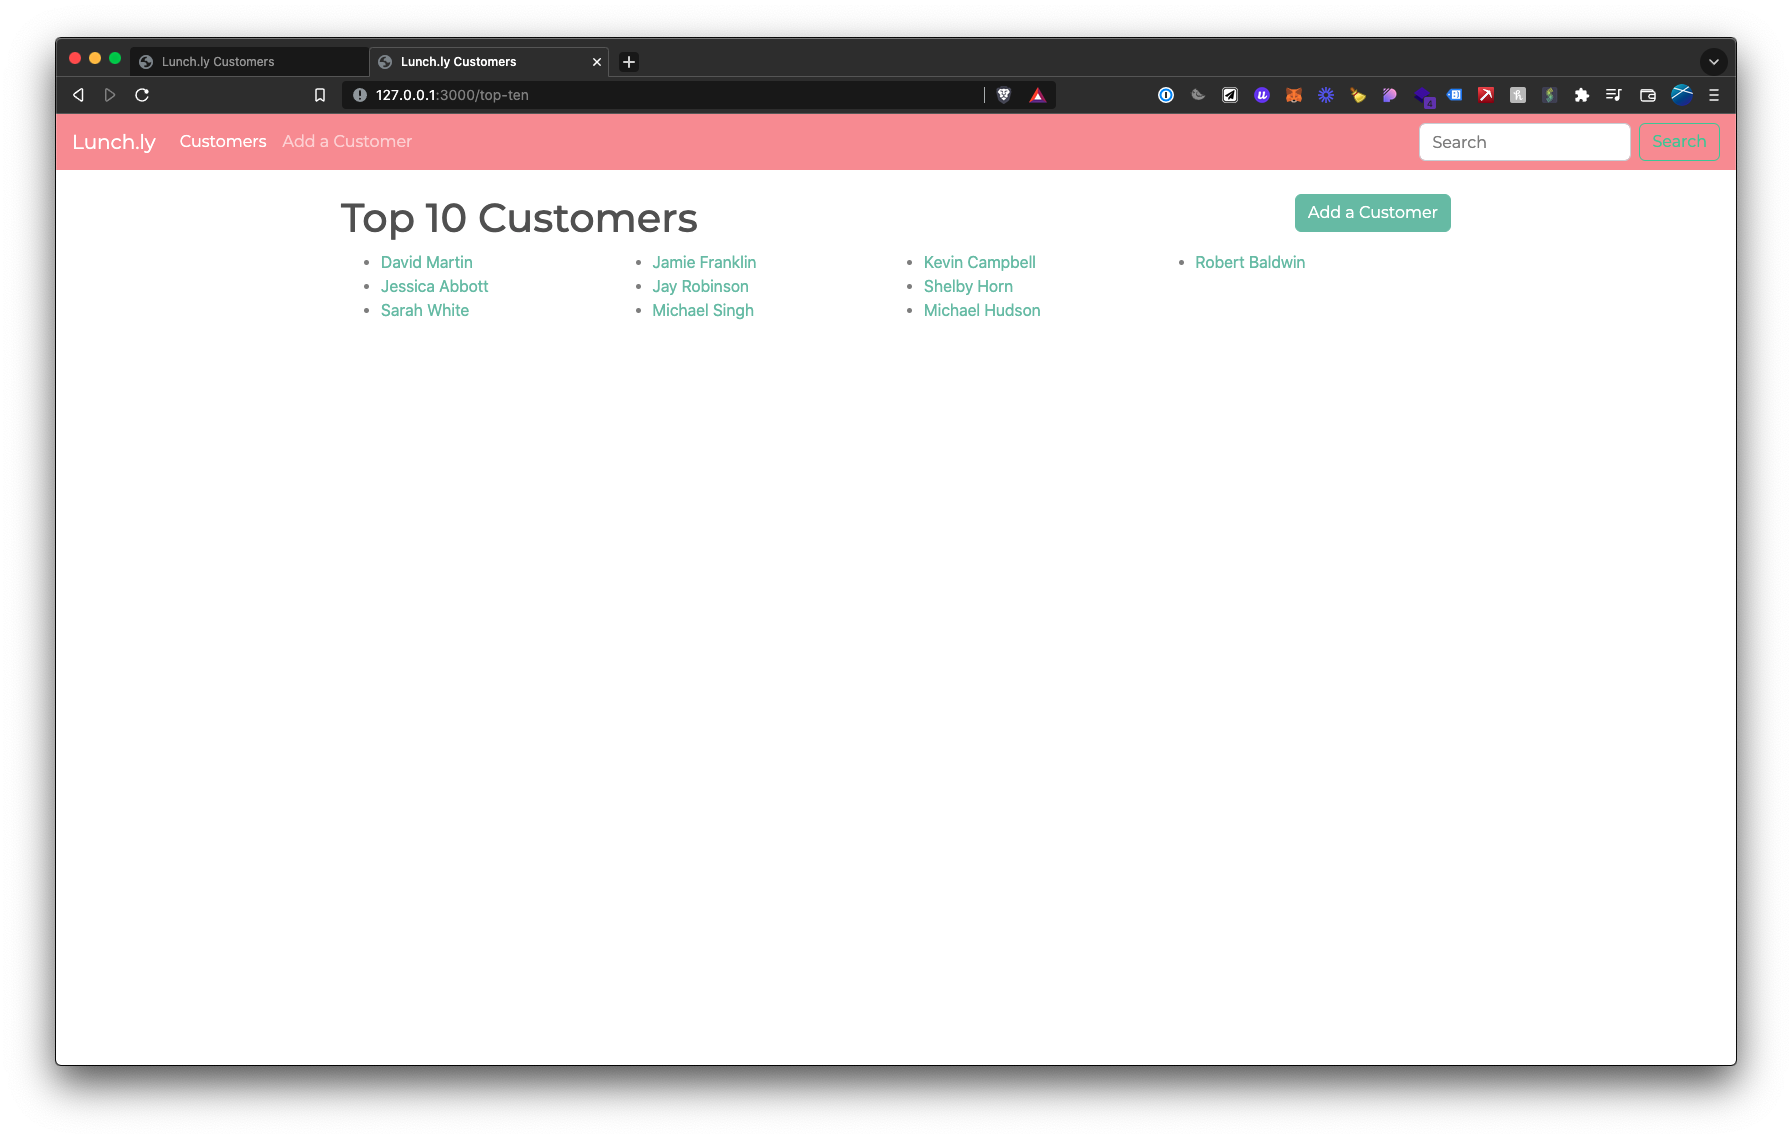 Lunch.ly Customers
Lunch.ly Customers
127.0.0.1:3000/top-ten
4
Lunch.ly Customers Add a Customer
Search Search
Top 10 Customers
Add a Customer
David Martin
Jessica Abbott
Sarah White
Jamie Franklin
Jay Robinson
Michael Singh
Kevin Campbell
Shelby Horn
Michael Hudson
Robert Baldwin